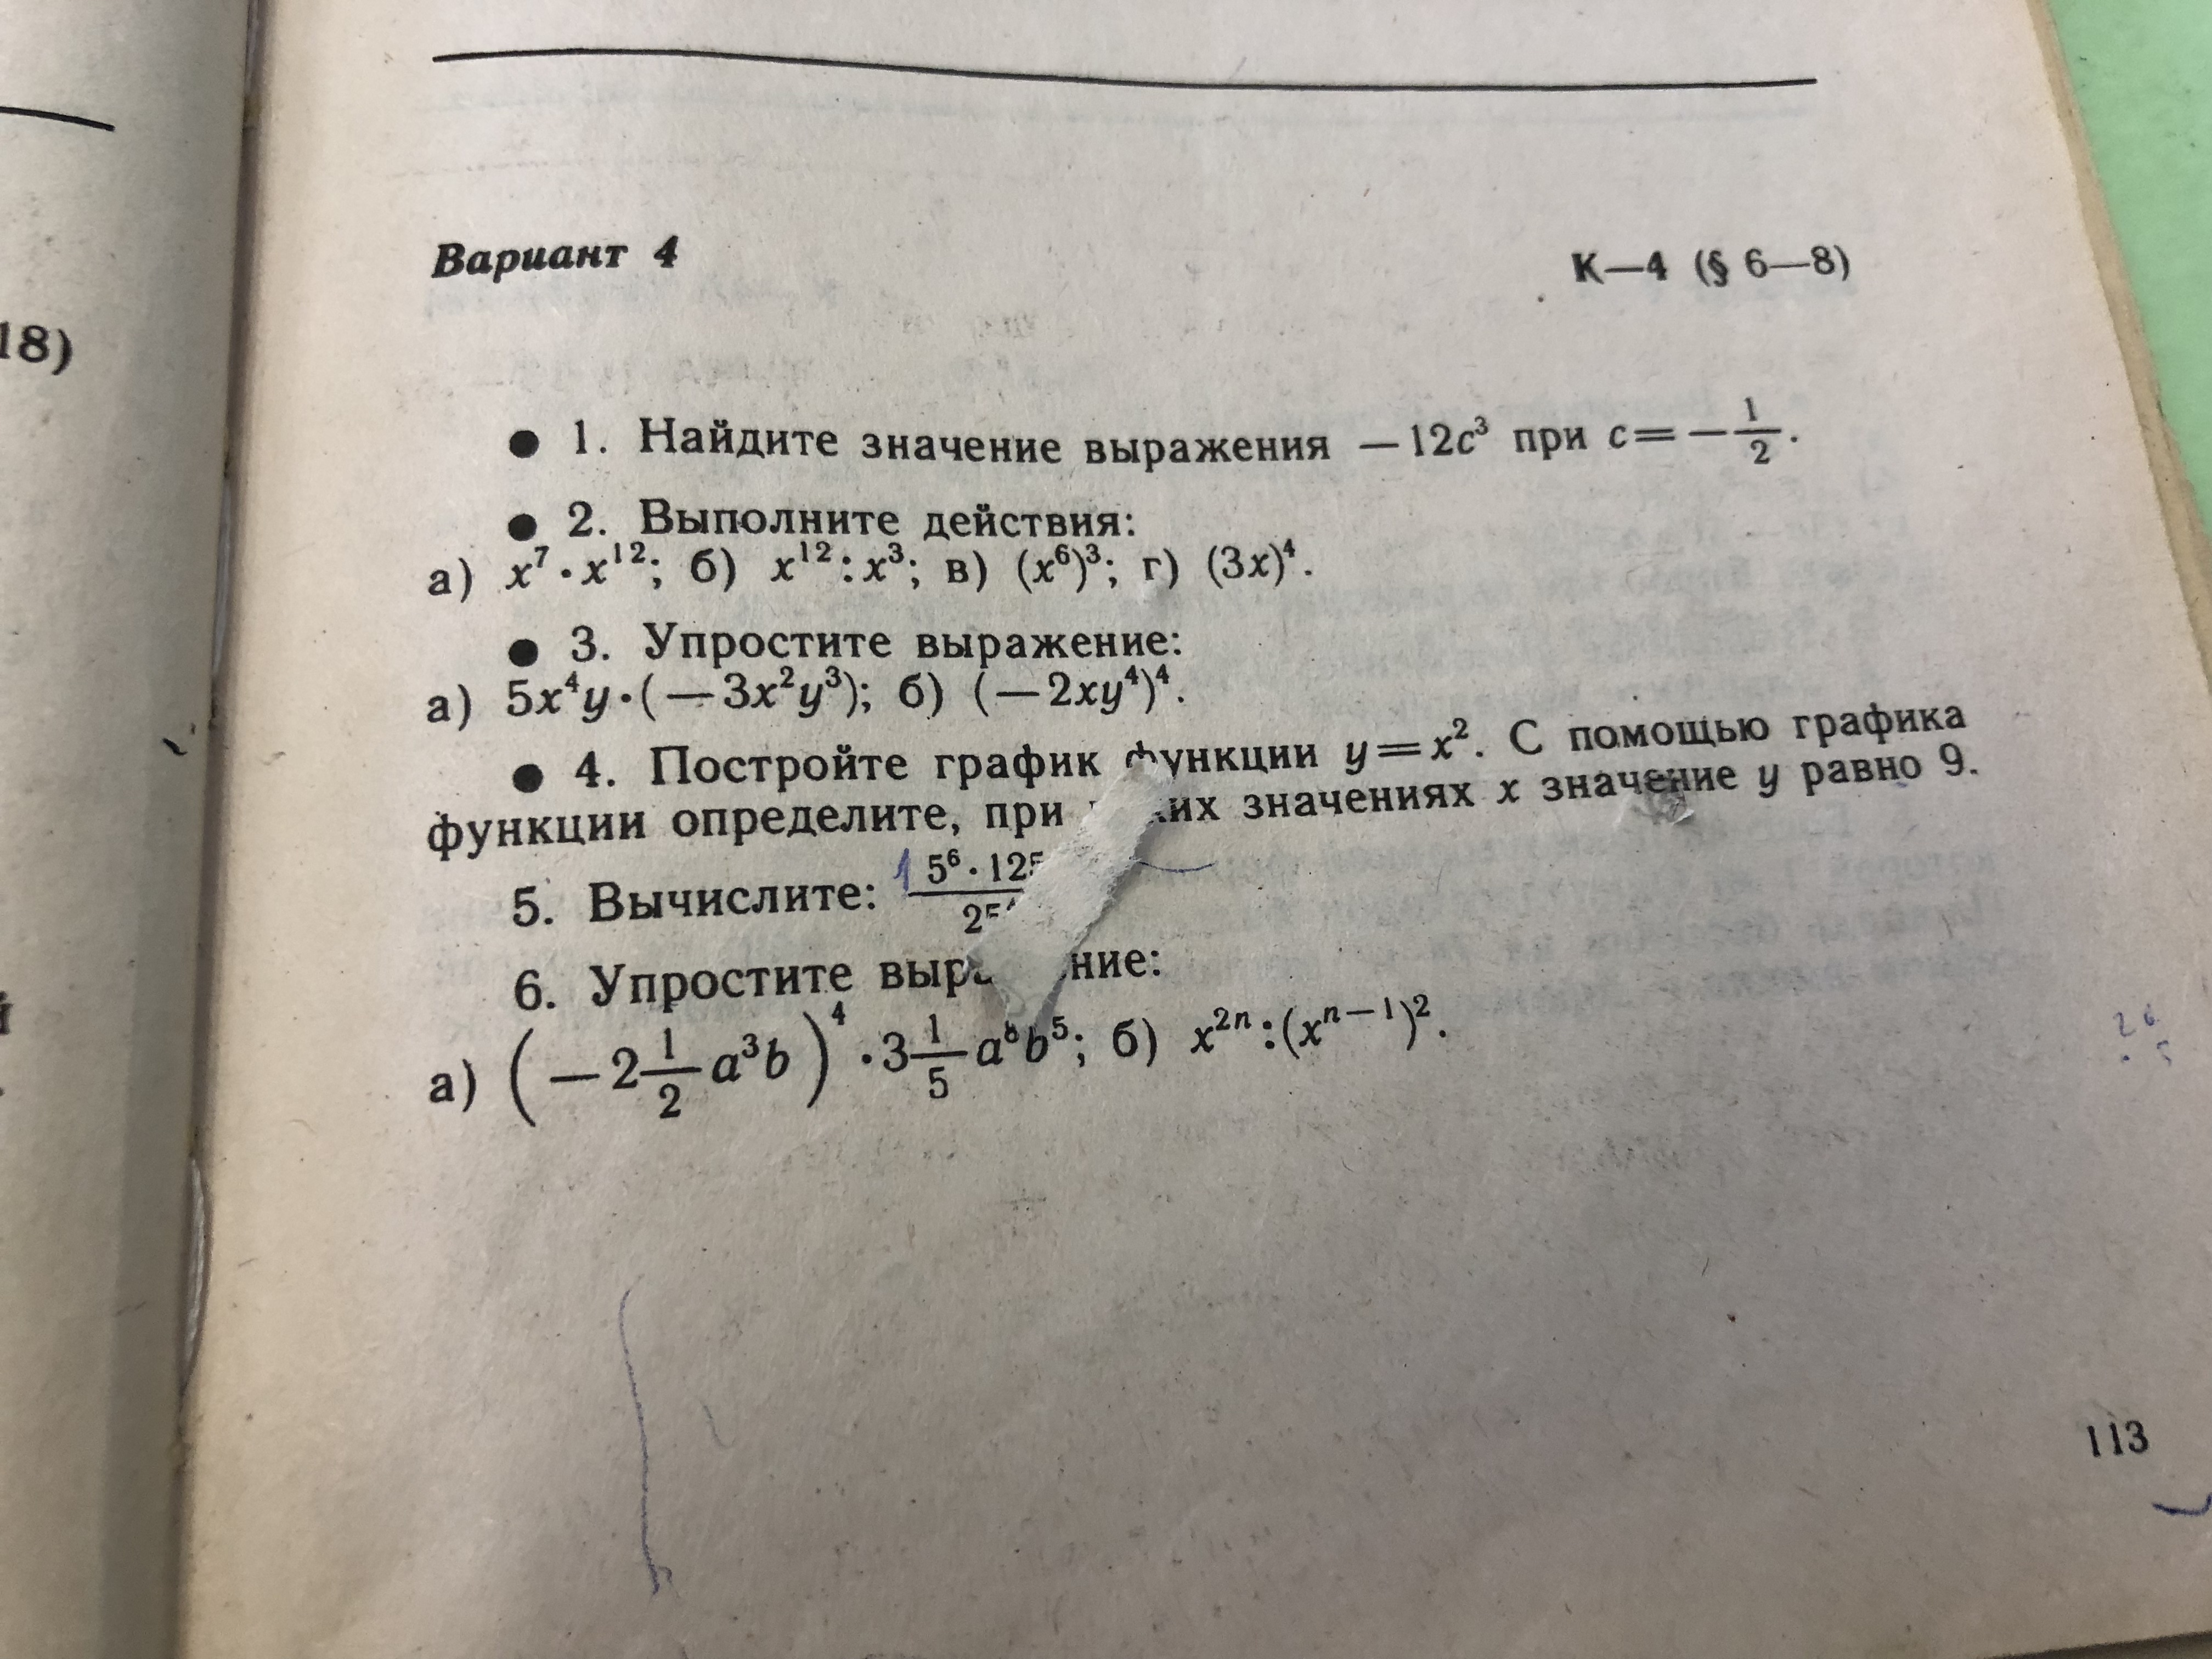 18)
Вариант 4 К—4 (§ 6—8)
● 1. Найдите значение выражения −12c³ при c=−1/2.
● 2. Выполните действия:
а) x⁷·x¹²; б) x¹²:x³; в) (x⁶)³; г) (3x)⁴.
● 3. Упростите выражение:
а) 5x⁴y·(−3x²y³); б) (−2xy⁴)⁴.
● 4. Постройте график функции y=x². С помощью графика
функции определите, при значениях x значение y равно 9.
5. Вычислите: 5⁶·125
6. Упростите
а) (−2 1/2 a³b)⁴·3 1/5 a⁸b⁵; б) x²ⁿ:(xⁿ⁻¹)².
113